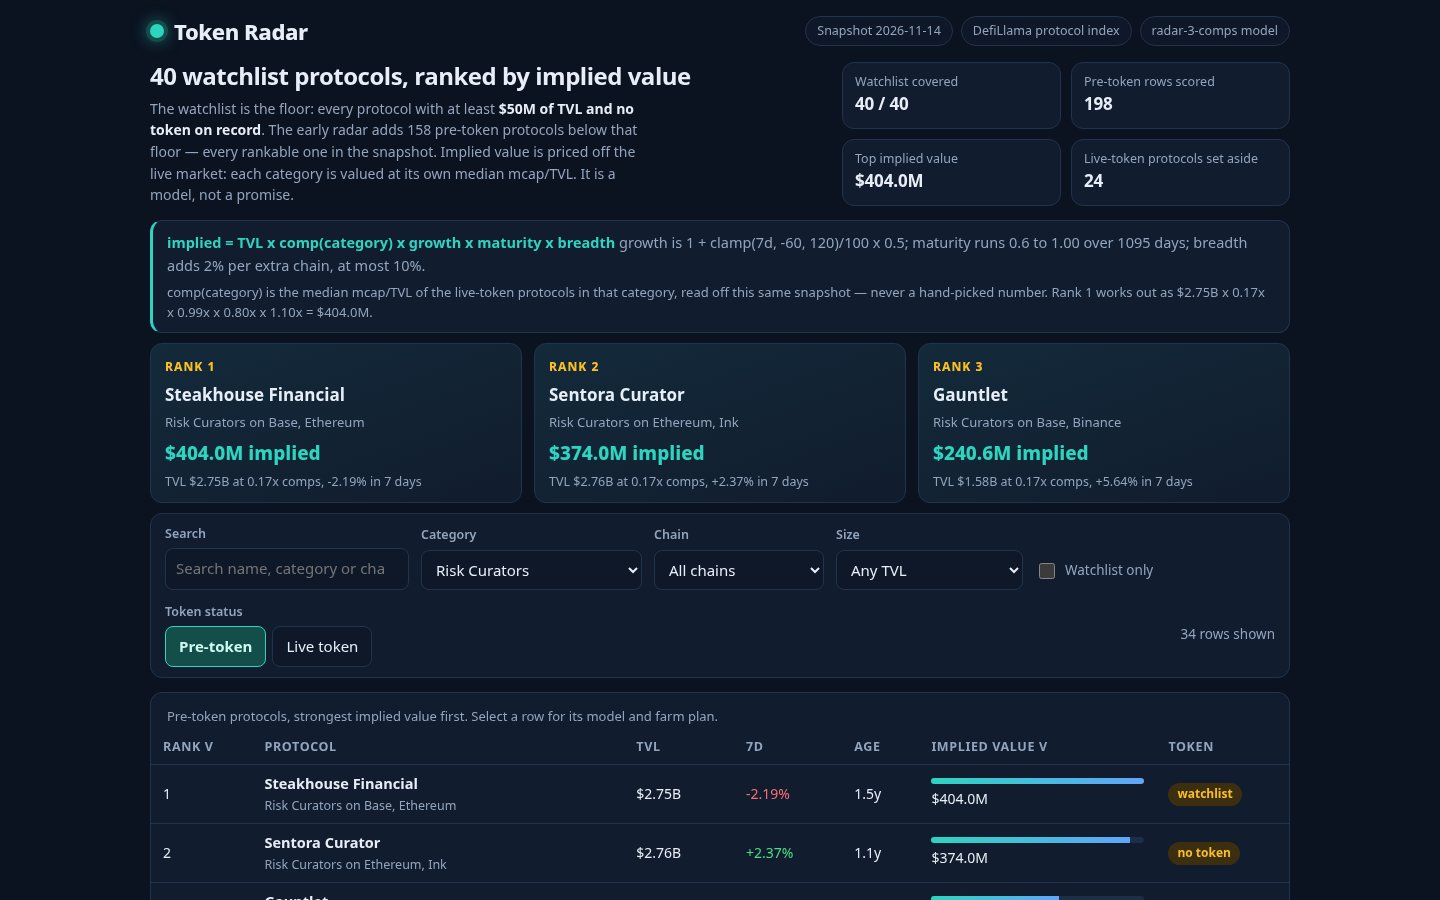 Token Radar
Snapshot 2026-11-14
DefiLlama protocol index
radar-3-comps model
40 watchlist protocols, ranked by implied value
The watchlist is the floor: every protocol with at least $50M of TVL and no
token on record. The early radar adds 158 pre-token protocols below that
floor — every rankable one in the snapshot. Implied value is priced off the
live market: each category is valued at its own median mcap/TVL. It is a
model, not a promise.
Watchlist covered
40 / 40
Pre-token rows scored
198
Top implied value
$404.0M
Live-token protocols set aside
24
implied = TVL x comp(category) x growth x maturity x breadth growth is 1 + clamp(7d, -60, 120)/100 x 0.5; maturity runs 0.6 to 1.00 over 1095 days; breadth
adds 2% per extra chain, at most 10%.
comp(category) is the median mcap/TVL of the live-token protocols in that category, read off this same snapshot — never a hand-picked number. Rank 1 works out as $2.75B x 0.17x
x 0.99x x 0.80x x 1.10x = $404.0M.
RANK 1
Steakhouse Financial
Risk Curators on Base, Ethereum
$404.0M implied
TVL $2.75B at 0.17x comps, -2.19% in 7 days
RANK 2
Sentora Curator
Risk Curators on Ethereum, Ink
$374.0M implied
TVL $2.76B at 0.17x comps, +2.37% in 7 days
RANK 3
Gauntlet
Risk Curators on Base, Binance
$240.6M implied
TVL $1.58B at 0.17x comps, +5.64% in 7 days
Search
Search name, category or cha
Category
Risk Curators
Chain
All chains
Size
Any TVL
Watchlist only
Token status
Pre-token
Live token
34 rows shown
Pre-token protocols, strongest implied value first. Select a row for its model and farm plan.
RANK V PROTOCOL TVL 7D AGE IMPLIED VALUE V TOKEN
1 Steakhouse Financial $2.75B -2.19% 1.5y $404.0M watchlist
Risk Curators on Base, Ethereum
2 Sentora Curator $2.76B +2.37% 1.1y $374.0M no token
Risk Curators on Ethereum, Ink